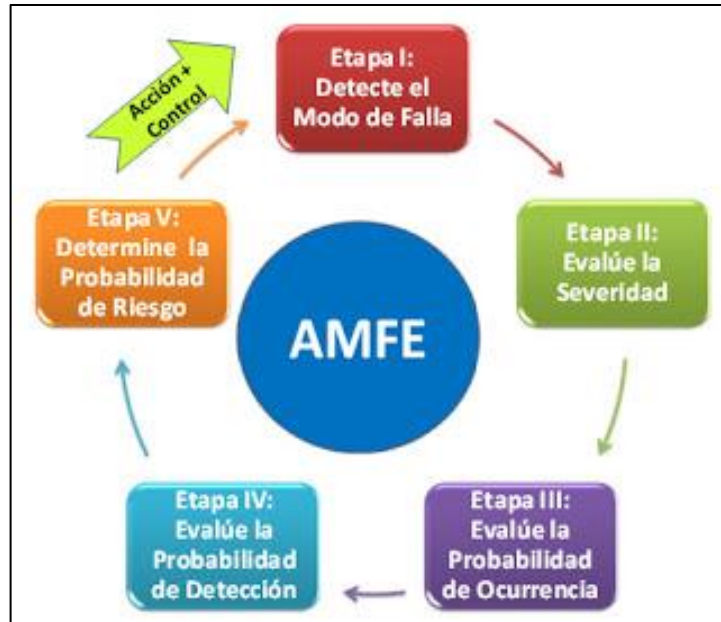 Acción +
Control
Etapa I:
Detecte el
Modo de Falla
Etapa II:
Evalúe la
Severidad
Etapa III:
Evalúe la
Probabilidad
de Ocurrencia
Etapa IV:
Evalúe la
Probabilidad
de Detección
Etapa V:
Determine la
Probabilidad
de Riesgo
AMFE